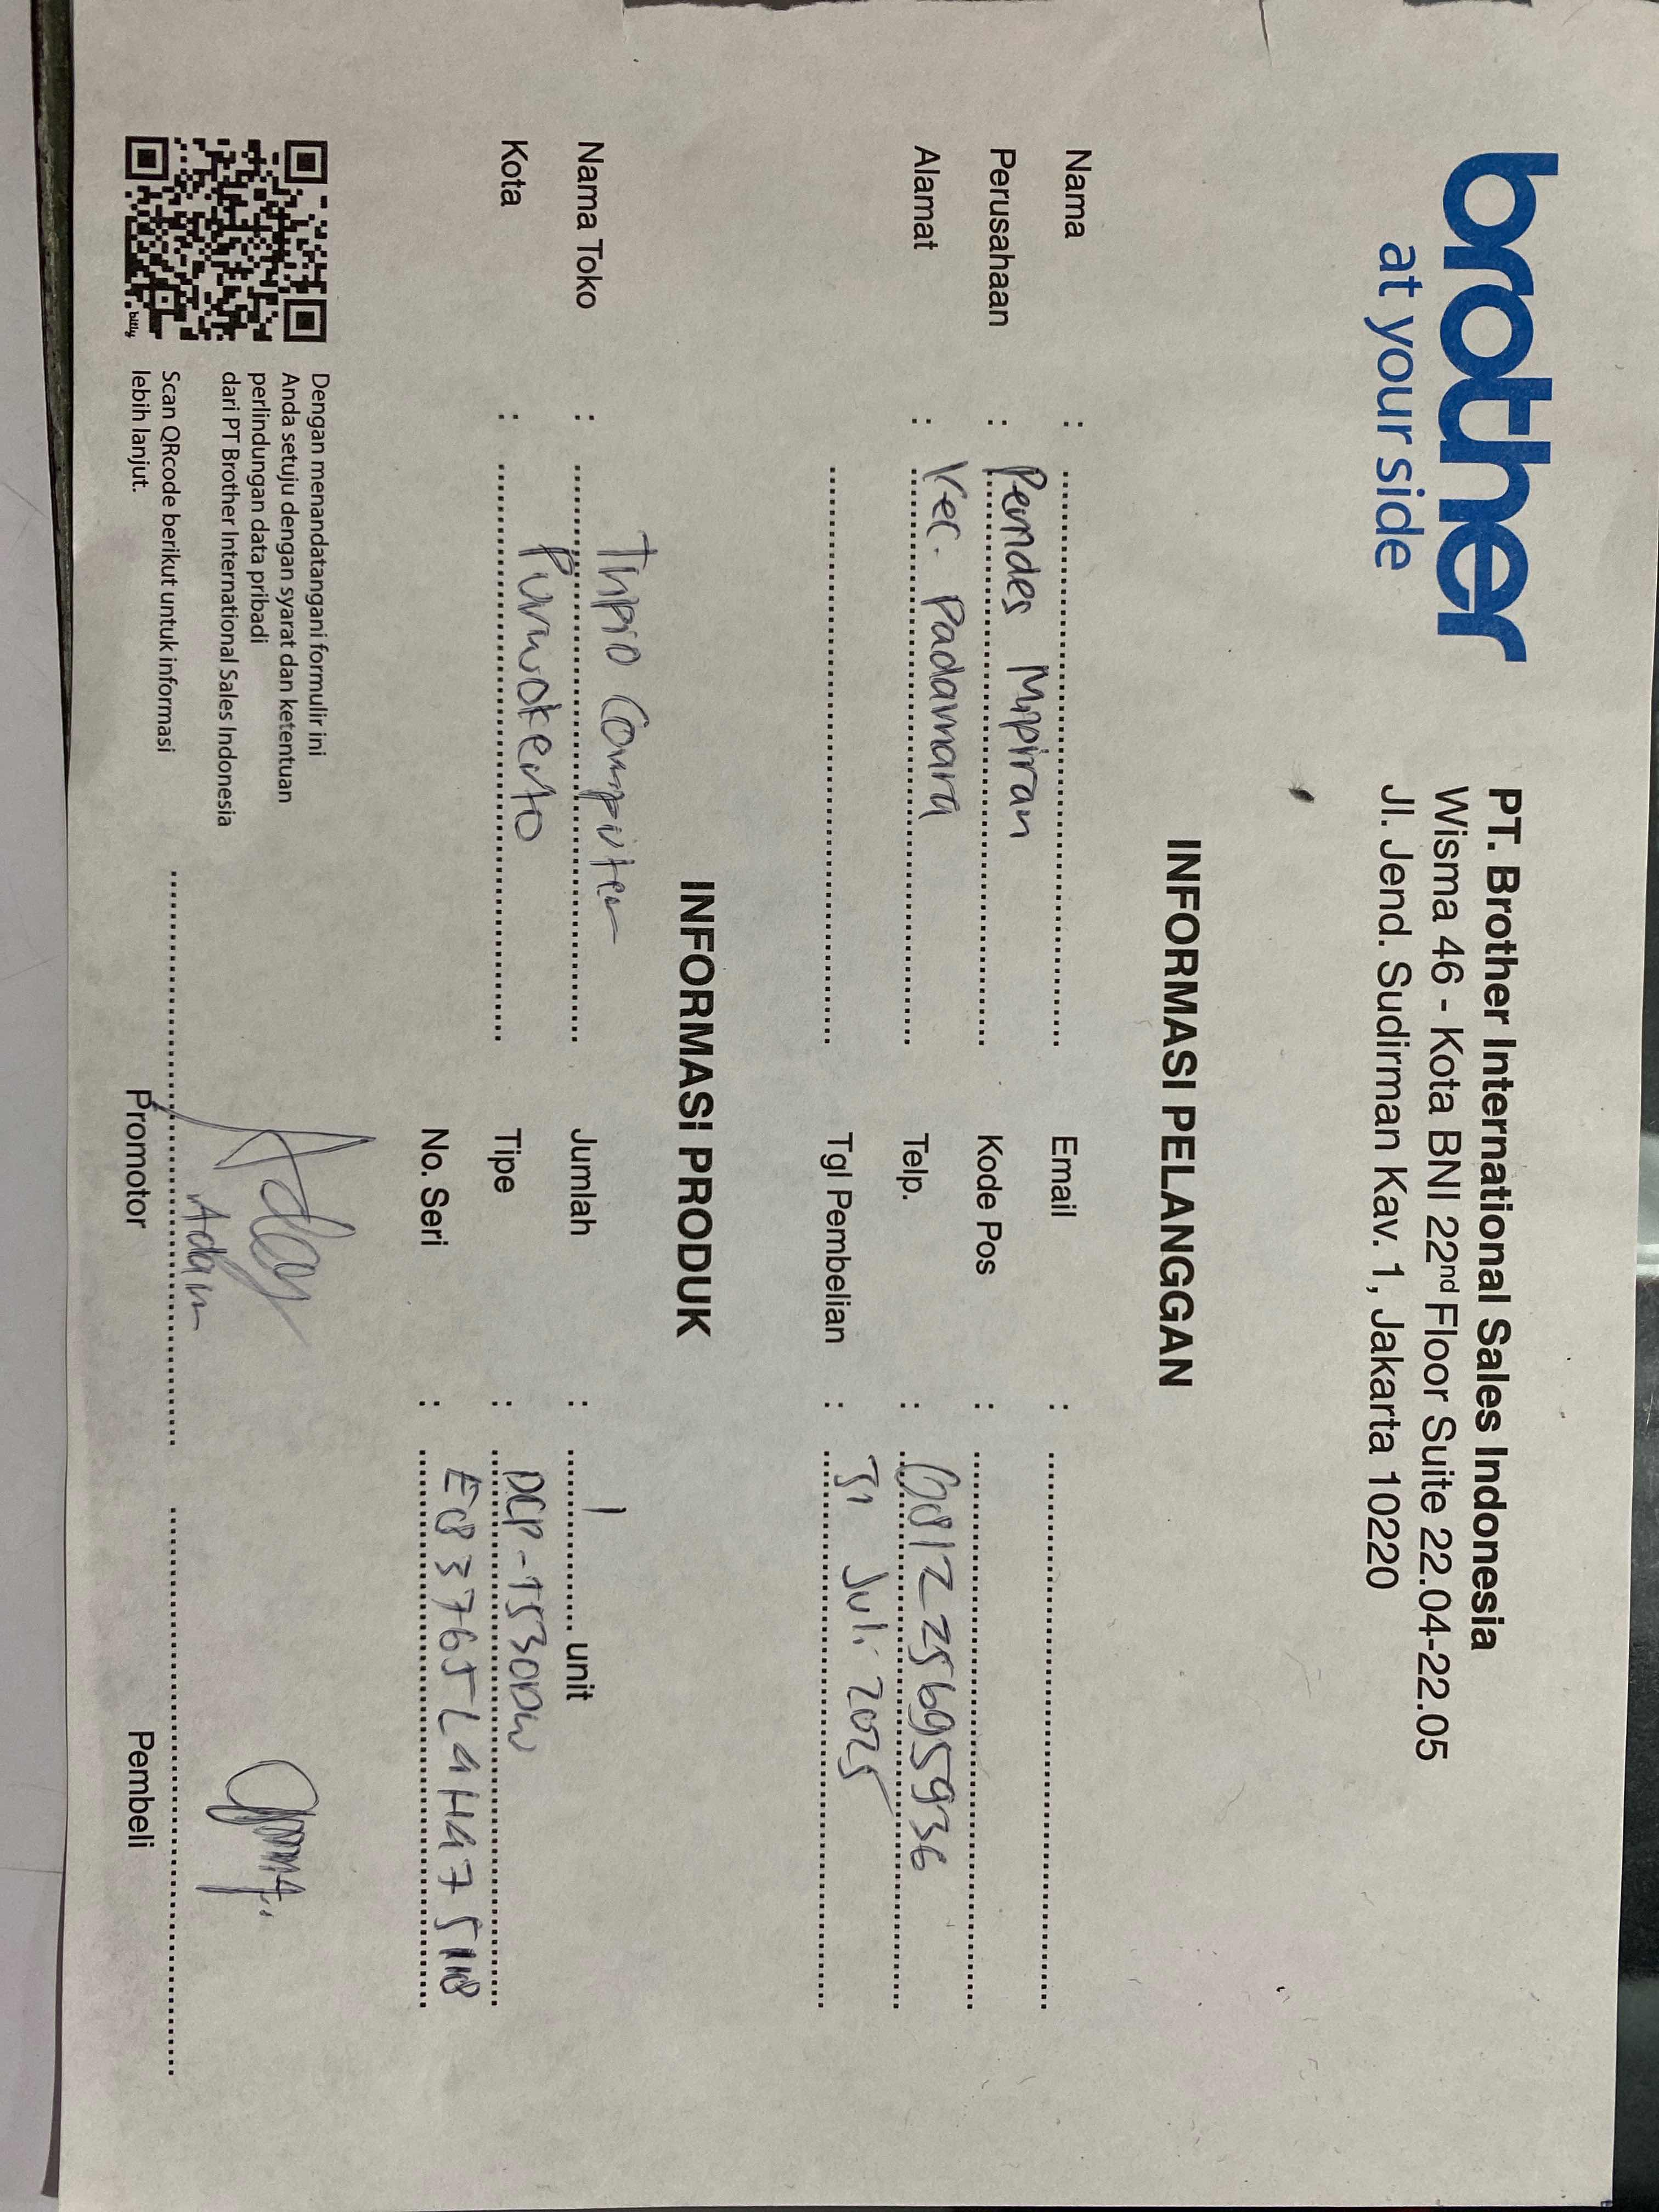 brother
at your side
PT. Brother International Sales Indonesia
Wisma 46 - Kota BNI 22nd Floor Suite 22.04-22.05
Jl. Jend. Sudirman Kav. 1, Jakarta 10220
INFORMASI PELANGGAN
Nama : Email :
Perusahaan : Pemdes Mipiran Kode Pos :
Alamat : Kec. Padamara Telp. : 081225695936
Tgl Pembelian : 31 Juli 2025
INFORMASI PRODUK
Nama Toko : Computer Jumlah : 1 unit
Kota : Purwokerto Tipe : DCP-T530DW
No. Seri :
Dengan menandatangani formulir ini
Anda setuju dengan syarat dan ketentuan
perlindungan data pribadi
dari PT Brother International Sales Indonesia
Scan QRcode berikut untuk informasi
lebih lanjut.
bitly
Adam
Promotor Pembeli